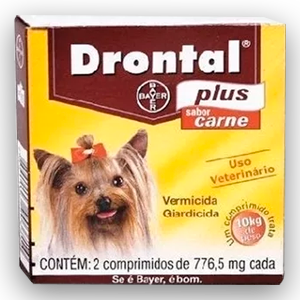 Drontal®
BAYER
BAYER
plus
sabor
carne
Uso
Veterinário
Vermicida
Giardicida
Um comprimido trata
10kg
de peso
CONTÉM: 2 comprimidos de 776,5 mg cada
Se é Bayer, é bom.